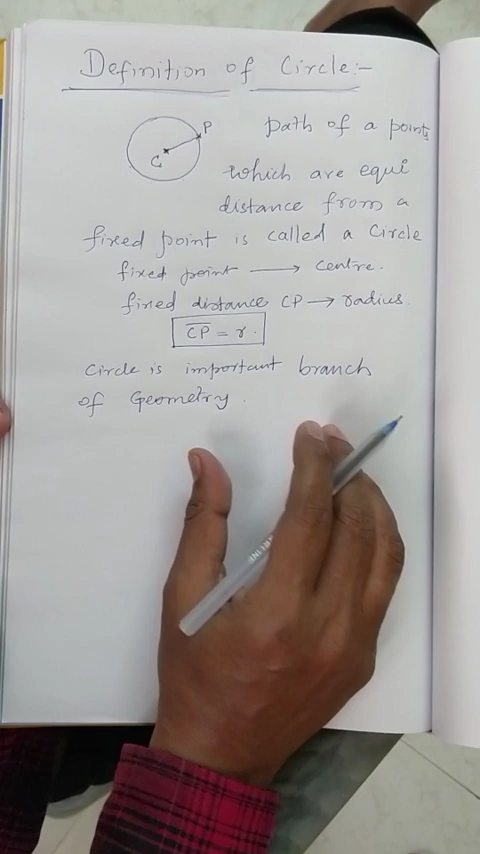 Definition of Circle:-
P
C
path of a points
which are equi
distance from a
fixed point is called a Circle
fixed point → centre.
fixed distance CP → radius.
CP = r.
Circle is important branch
of Geometry.